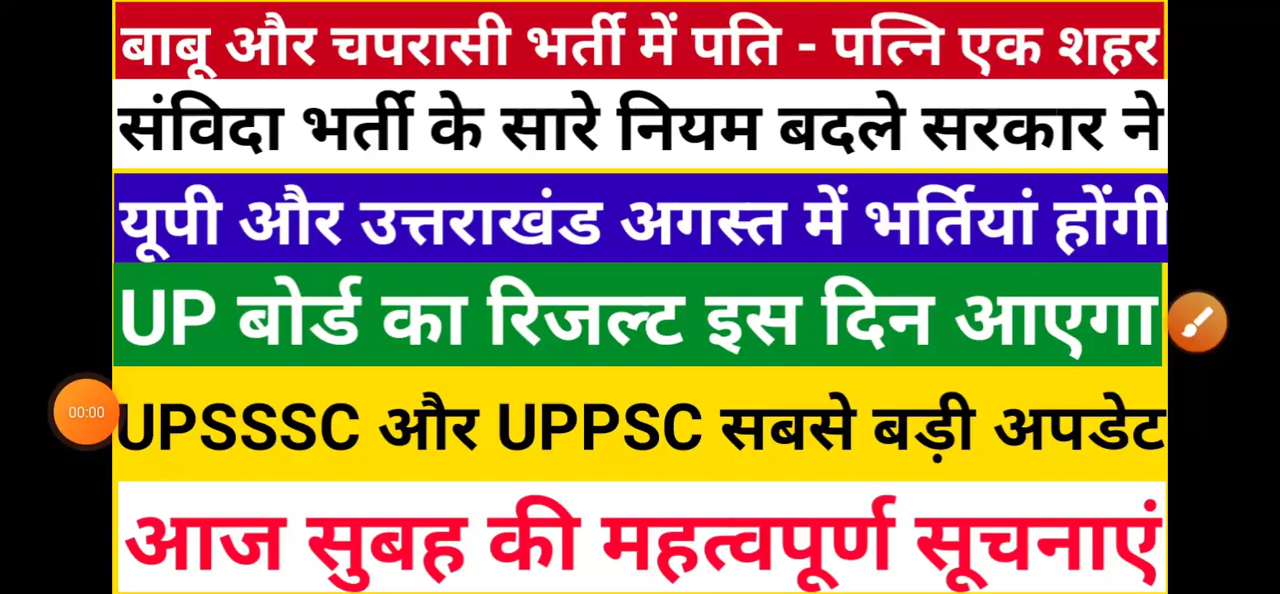 बाबू और चपरासी भर्ती में पति - पत्नि एक शहर
संविदा भर्ती के सारे नियम बदले सरकार ने
यूपी और उत्तराखंड अगस्त में भर्तियां होंगी
UP बोर्ड का रिजल्ट इस दिन आएगा
00:00
UPSSSC और UPPSC सबसे बड़ी अपडेट
आज सुबह की महत्वपूर्ण सूचनाएं